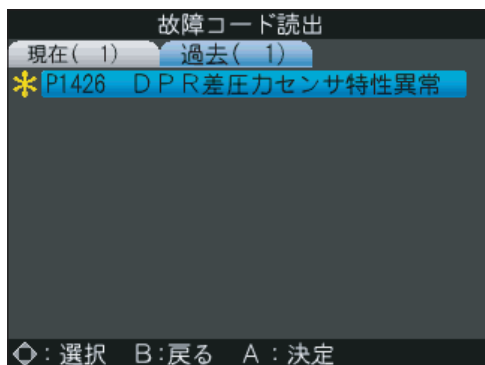 故障コード読出
現在( 1) 過去( 1)
P1426 DPR差圧力センサ特性異常
:選択 B:戻る A:決定